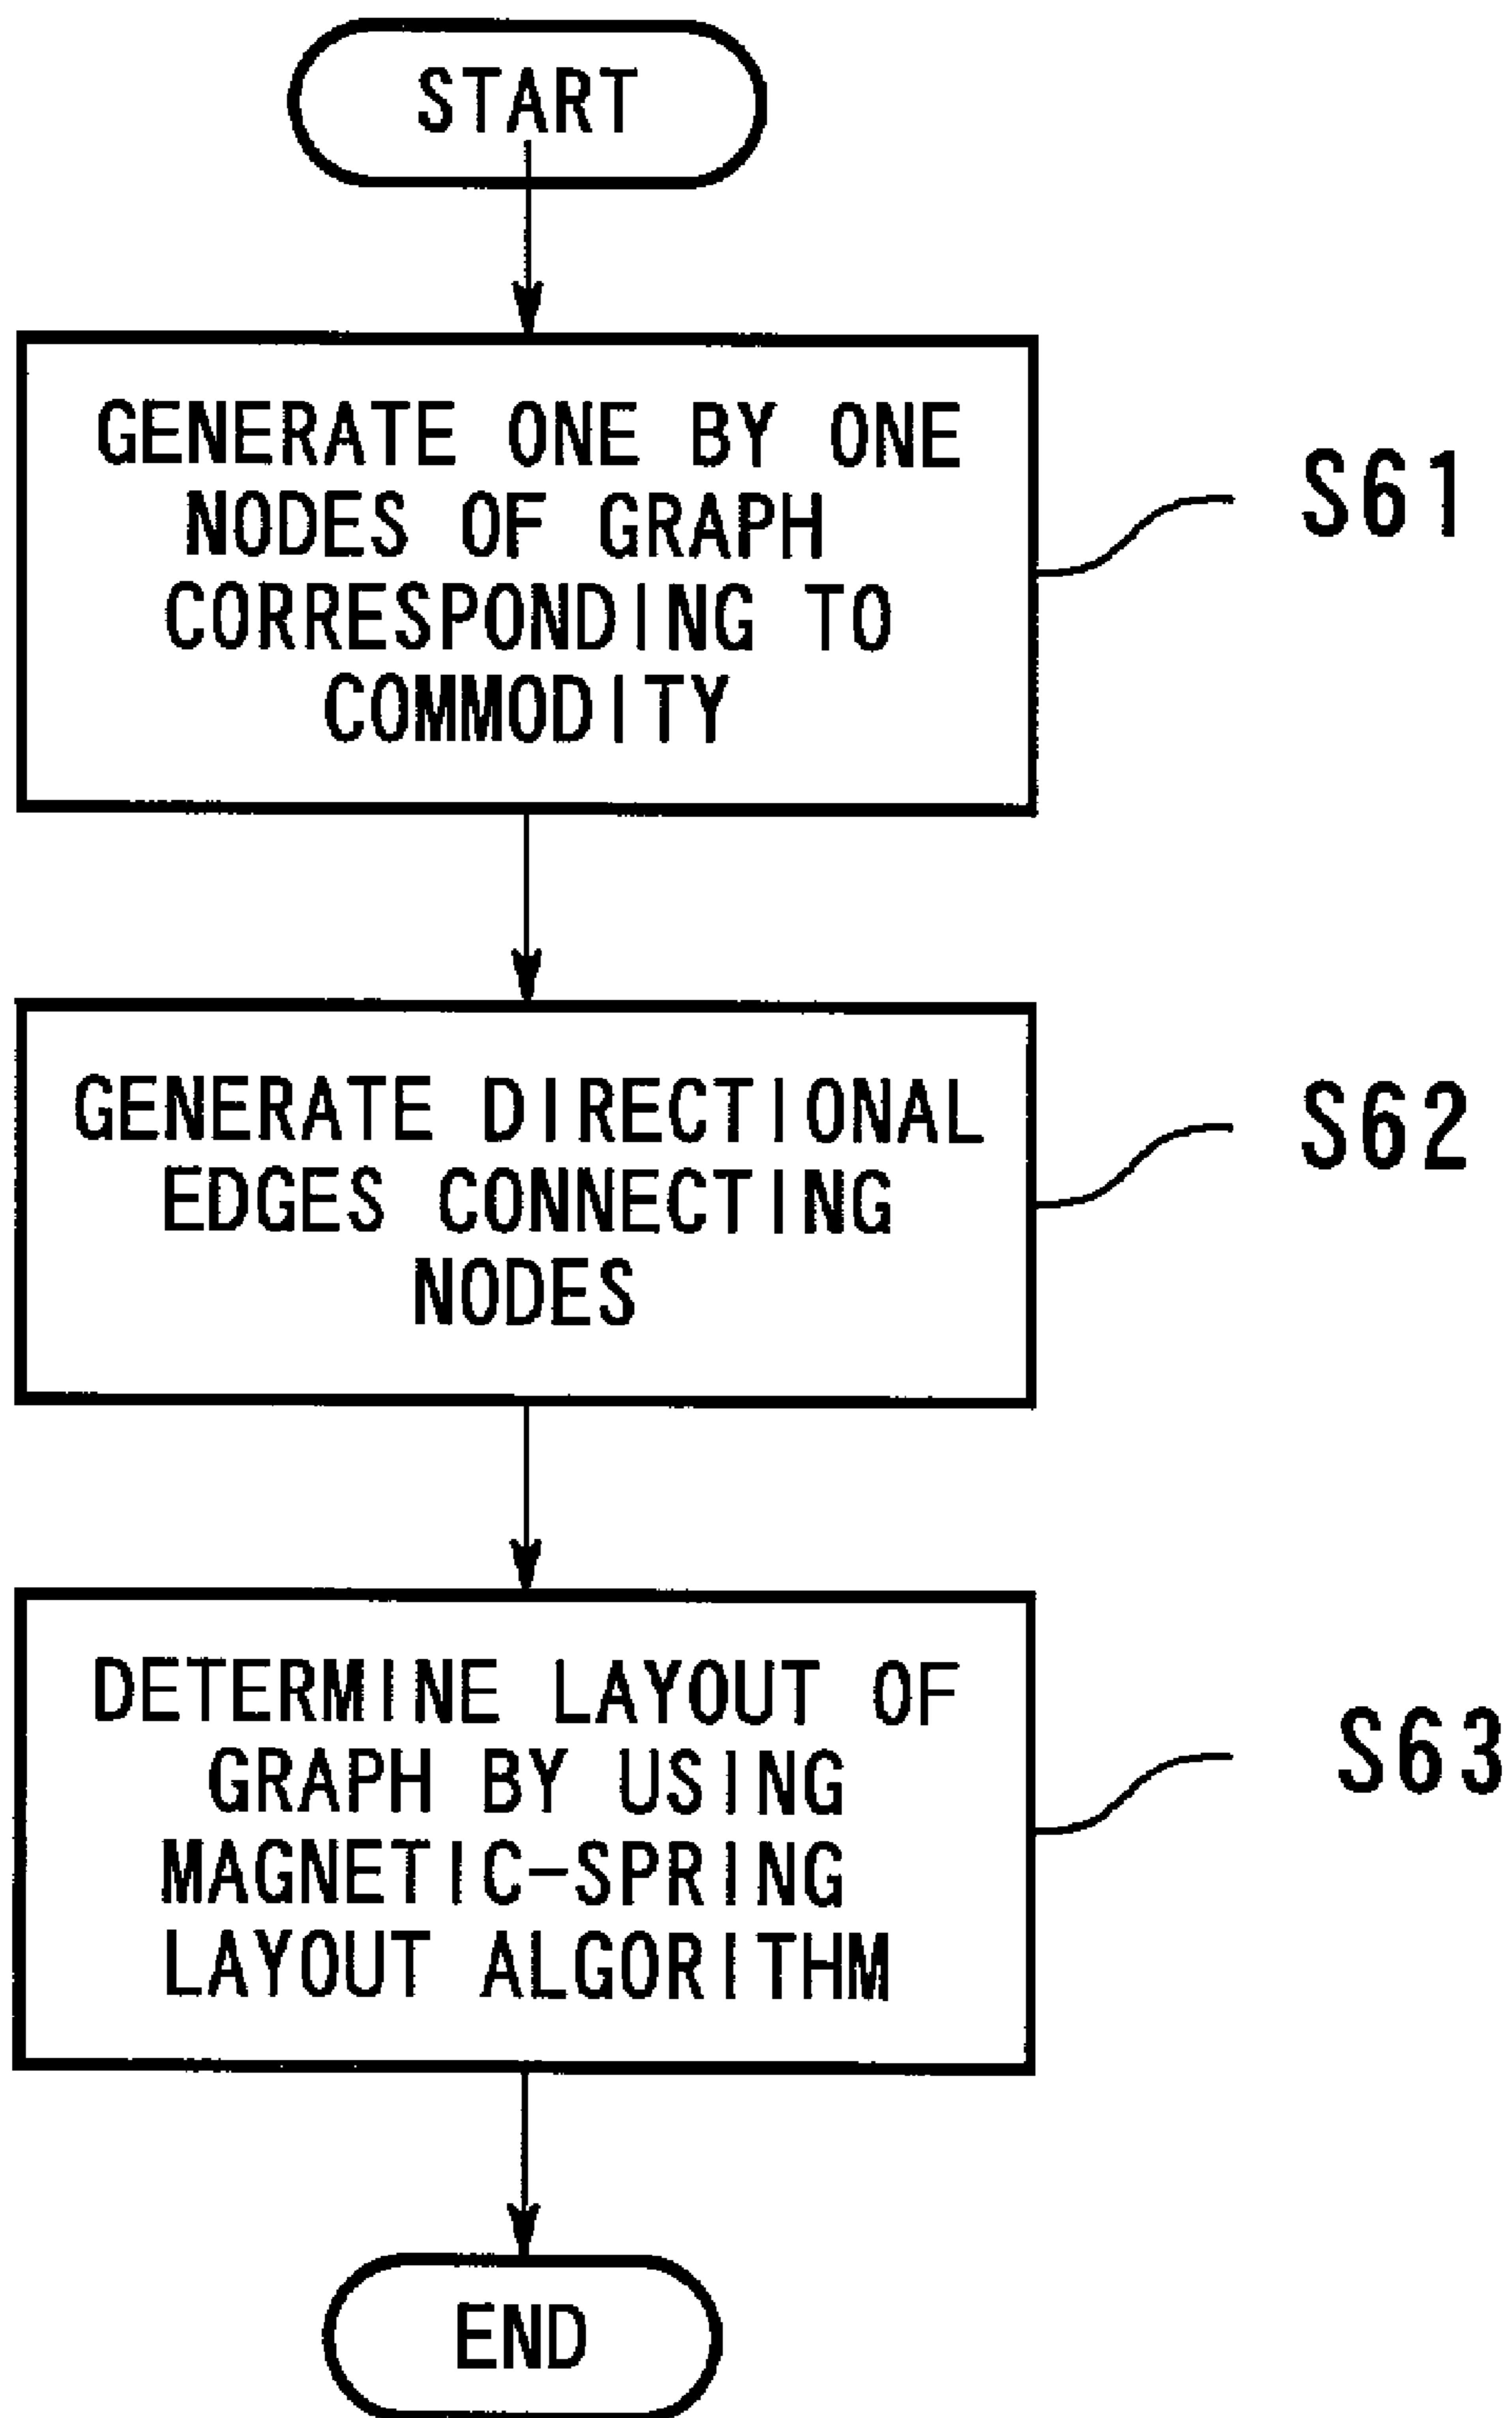 START
GENERATE ONE BY ONE
NODES OF GRAPH
CORRESPONDING TO
COMMODITY
S61
GENERATE DIRECTIONAL
EDGES CONNECTING
NODES
S62
DETERMINE LAYOUT OF
GRAPH BY USING
MAGNETIC-SPRING
LAYOUT ALGORITHM
S63
END